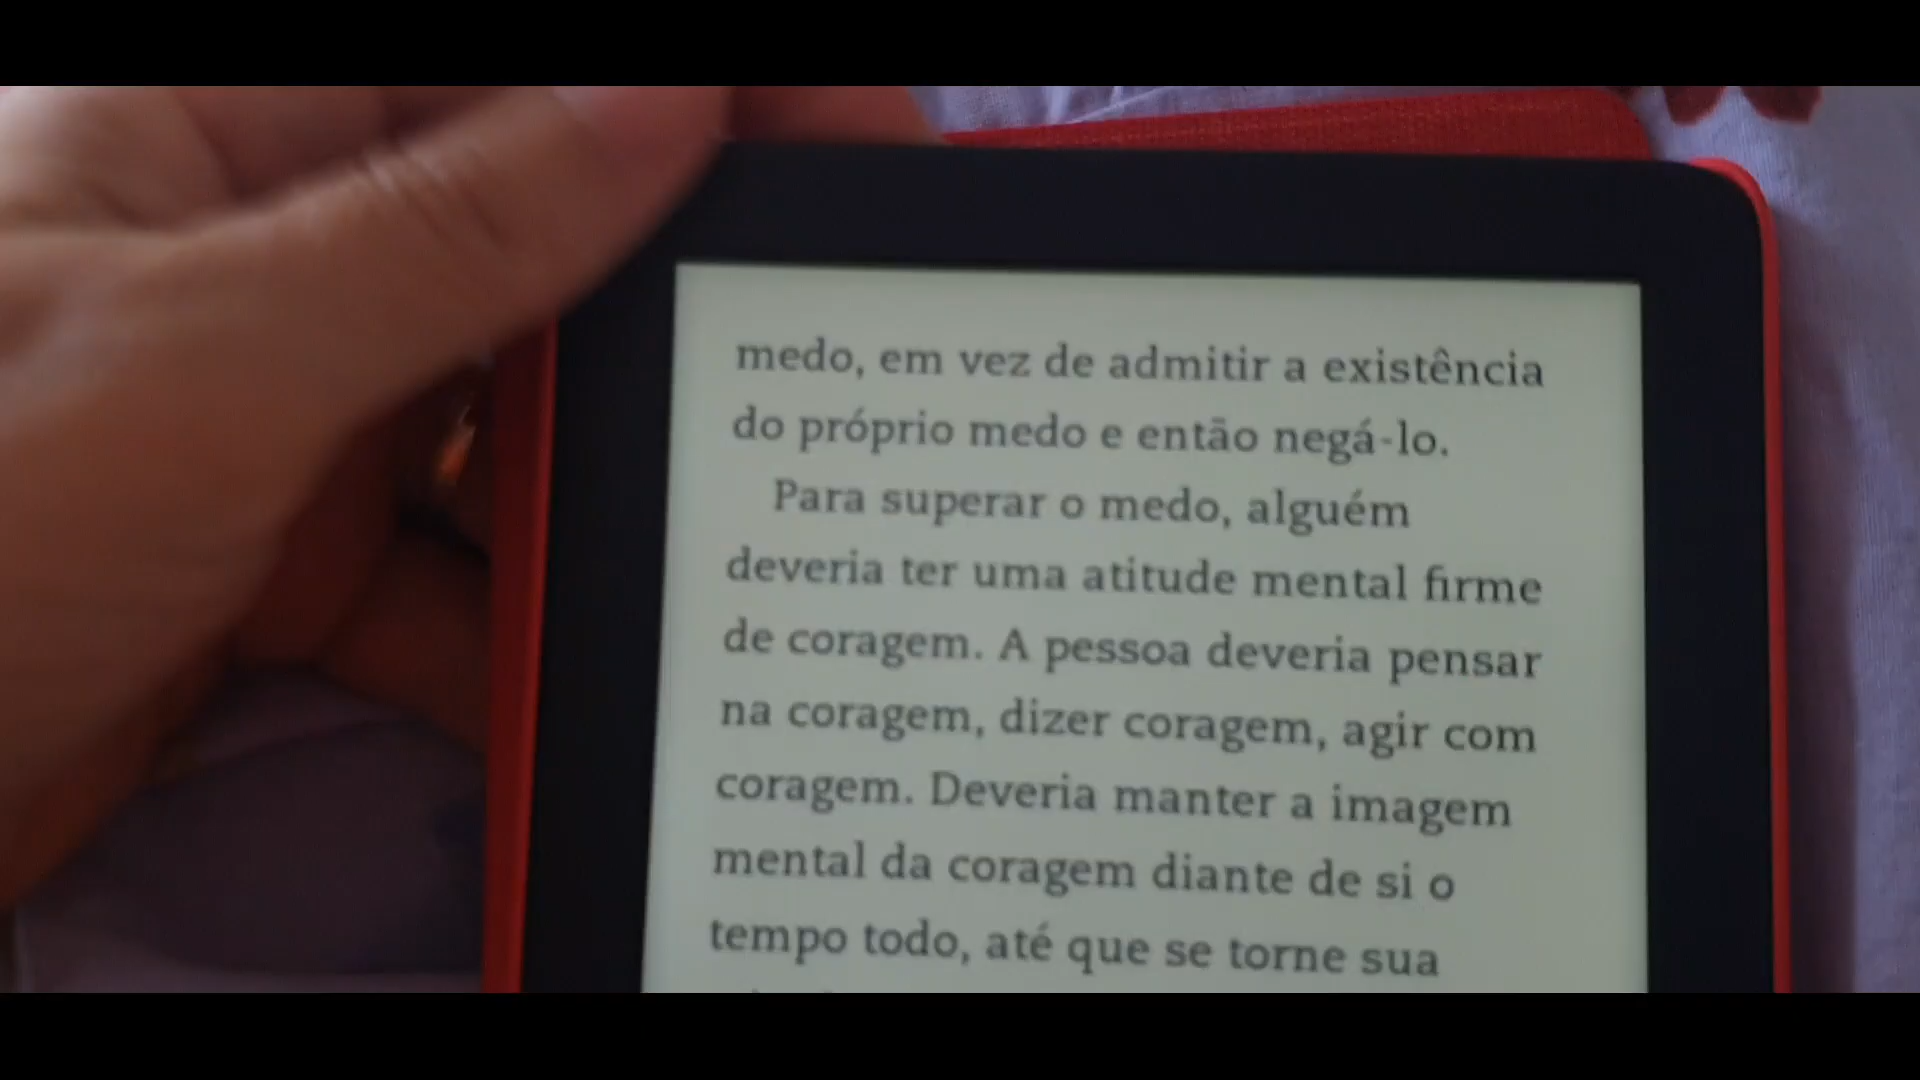 medo, em vez de admitir a existência
do próprio medo e então negá-lo.
Para superar o medo, alguém
deveria ter uma atitude mental firme
de coragem. A pessoa deveria pensar
na coragem, dizer coragem, agir com
coragem. Deveria manter a imagem
mental da coragem diante de si o
tempo todo, até que se torne sua